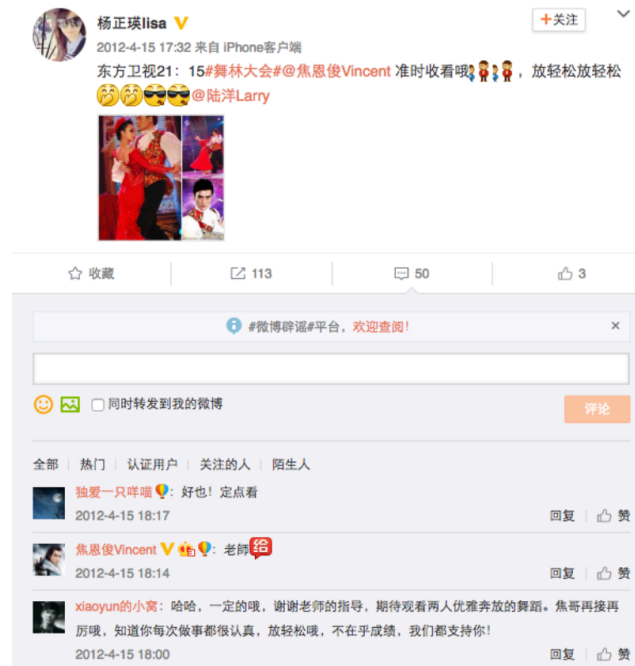 杨正瑛lisa
+关注
2012-4-15 17:32 来自 iPhone客户端
东方卫视21：15#舞林大会#@焦恩俊Vincent 准时收看哦，放轻松放轻松
@陆洋Larry
收藏
113
50
3
#微博辟谣#平台，欢迎查阅！
同时转发到我的微博
评论
全部 热门 认证用户 关注的人 陌生人
独爱一只咩喵：好也！定点看
2012-4-15 18:17 回复 赞
焦恩俊Vincent：老師给
2012-4-15 18:14 回复 赞
xiaoyun的小窝：哈哈，一定的哦，谢谢老师的指导，期待观看两人优雅奔放的舞蹈。焦哥再接再
厉哦，知道你每次做事都很认真，放轻松哦，不在乎成绩，我们都支持你！
2012-4-15 18:00 回复 赞